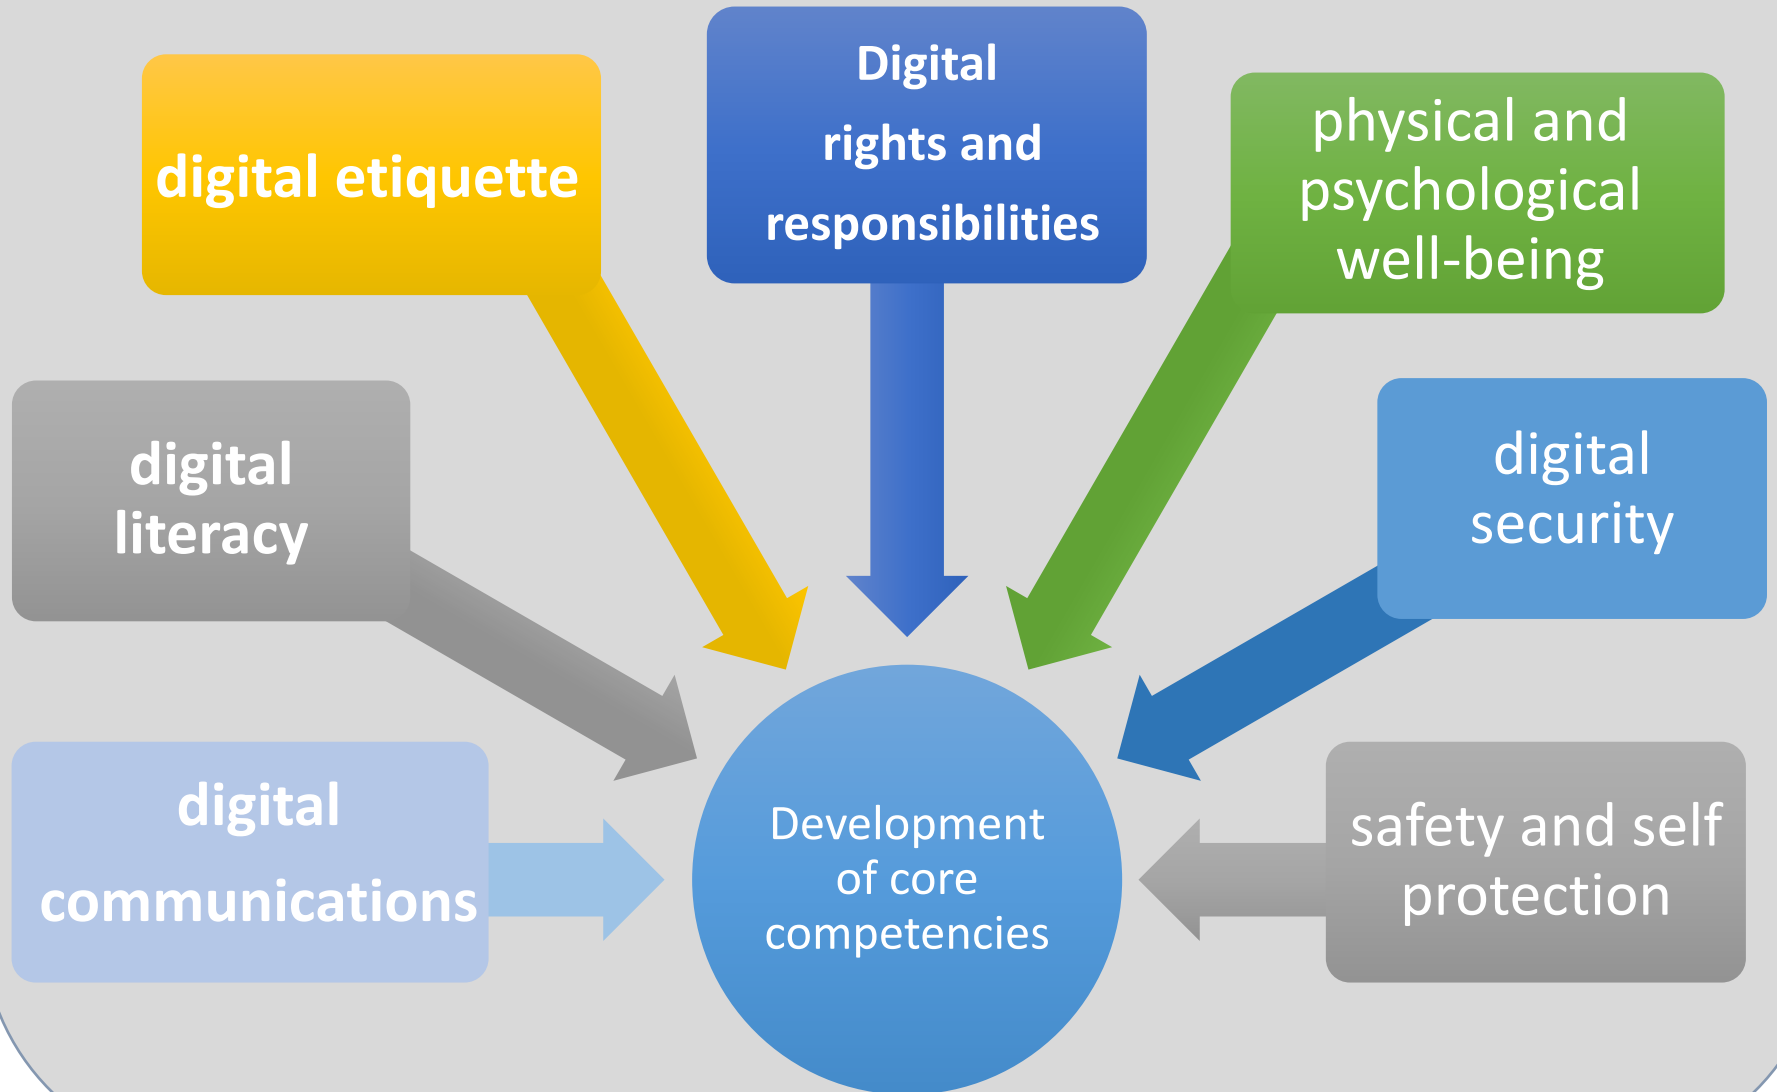 Digital
rights and
responsibilities
digital etiquette
physical and
psychological
well-being
digital
literacy
digital
security
digital
communications
Development
of core
competencies
safety and self
protection